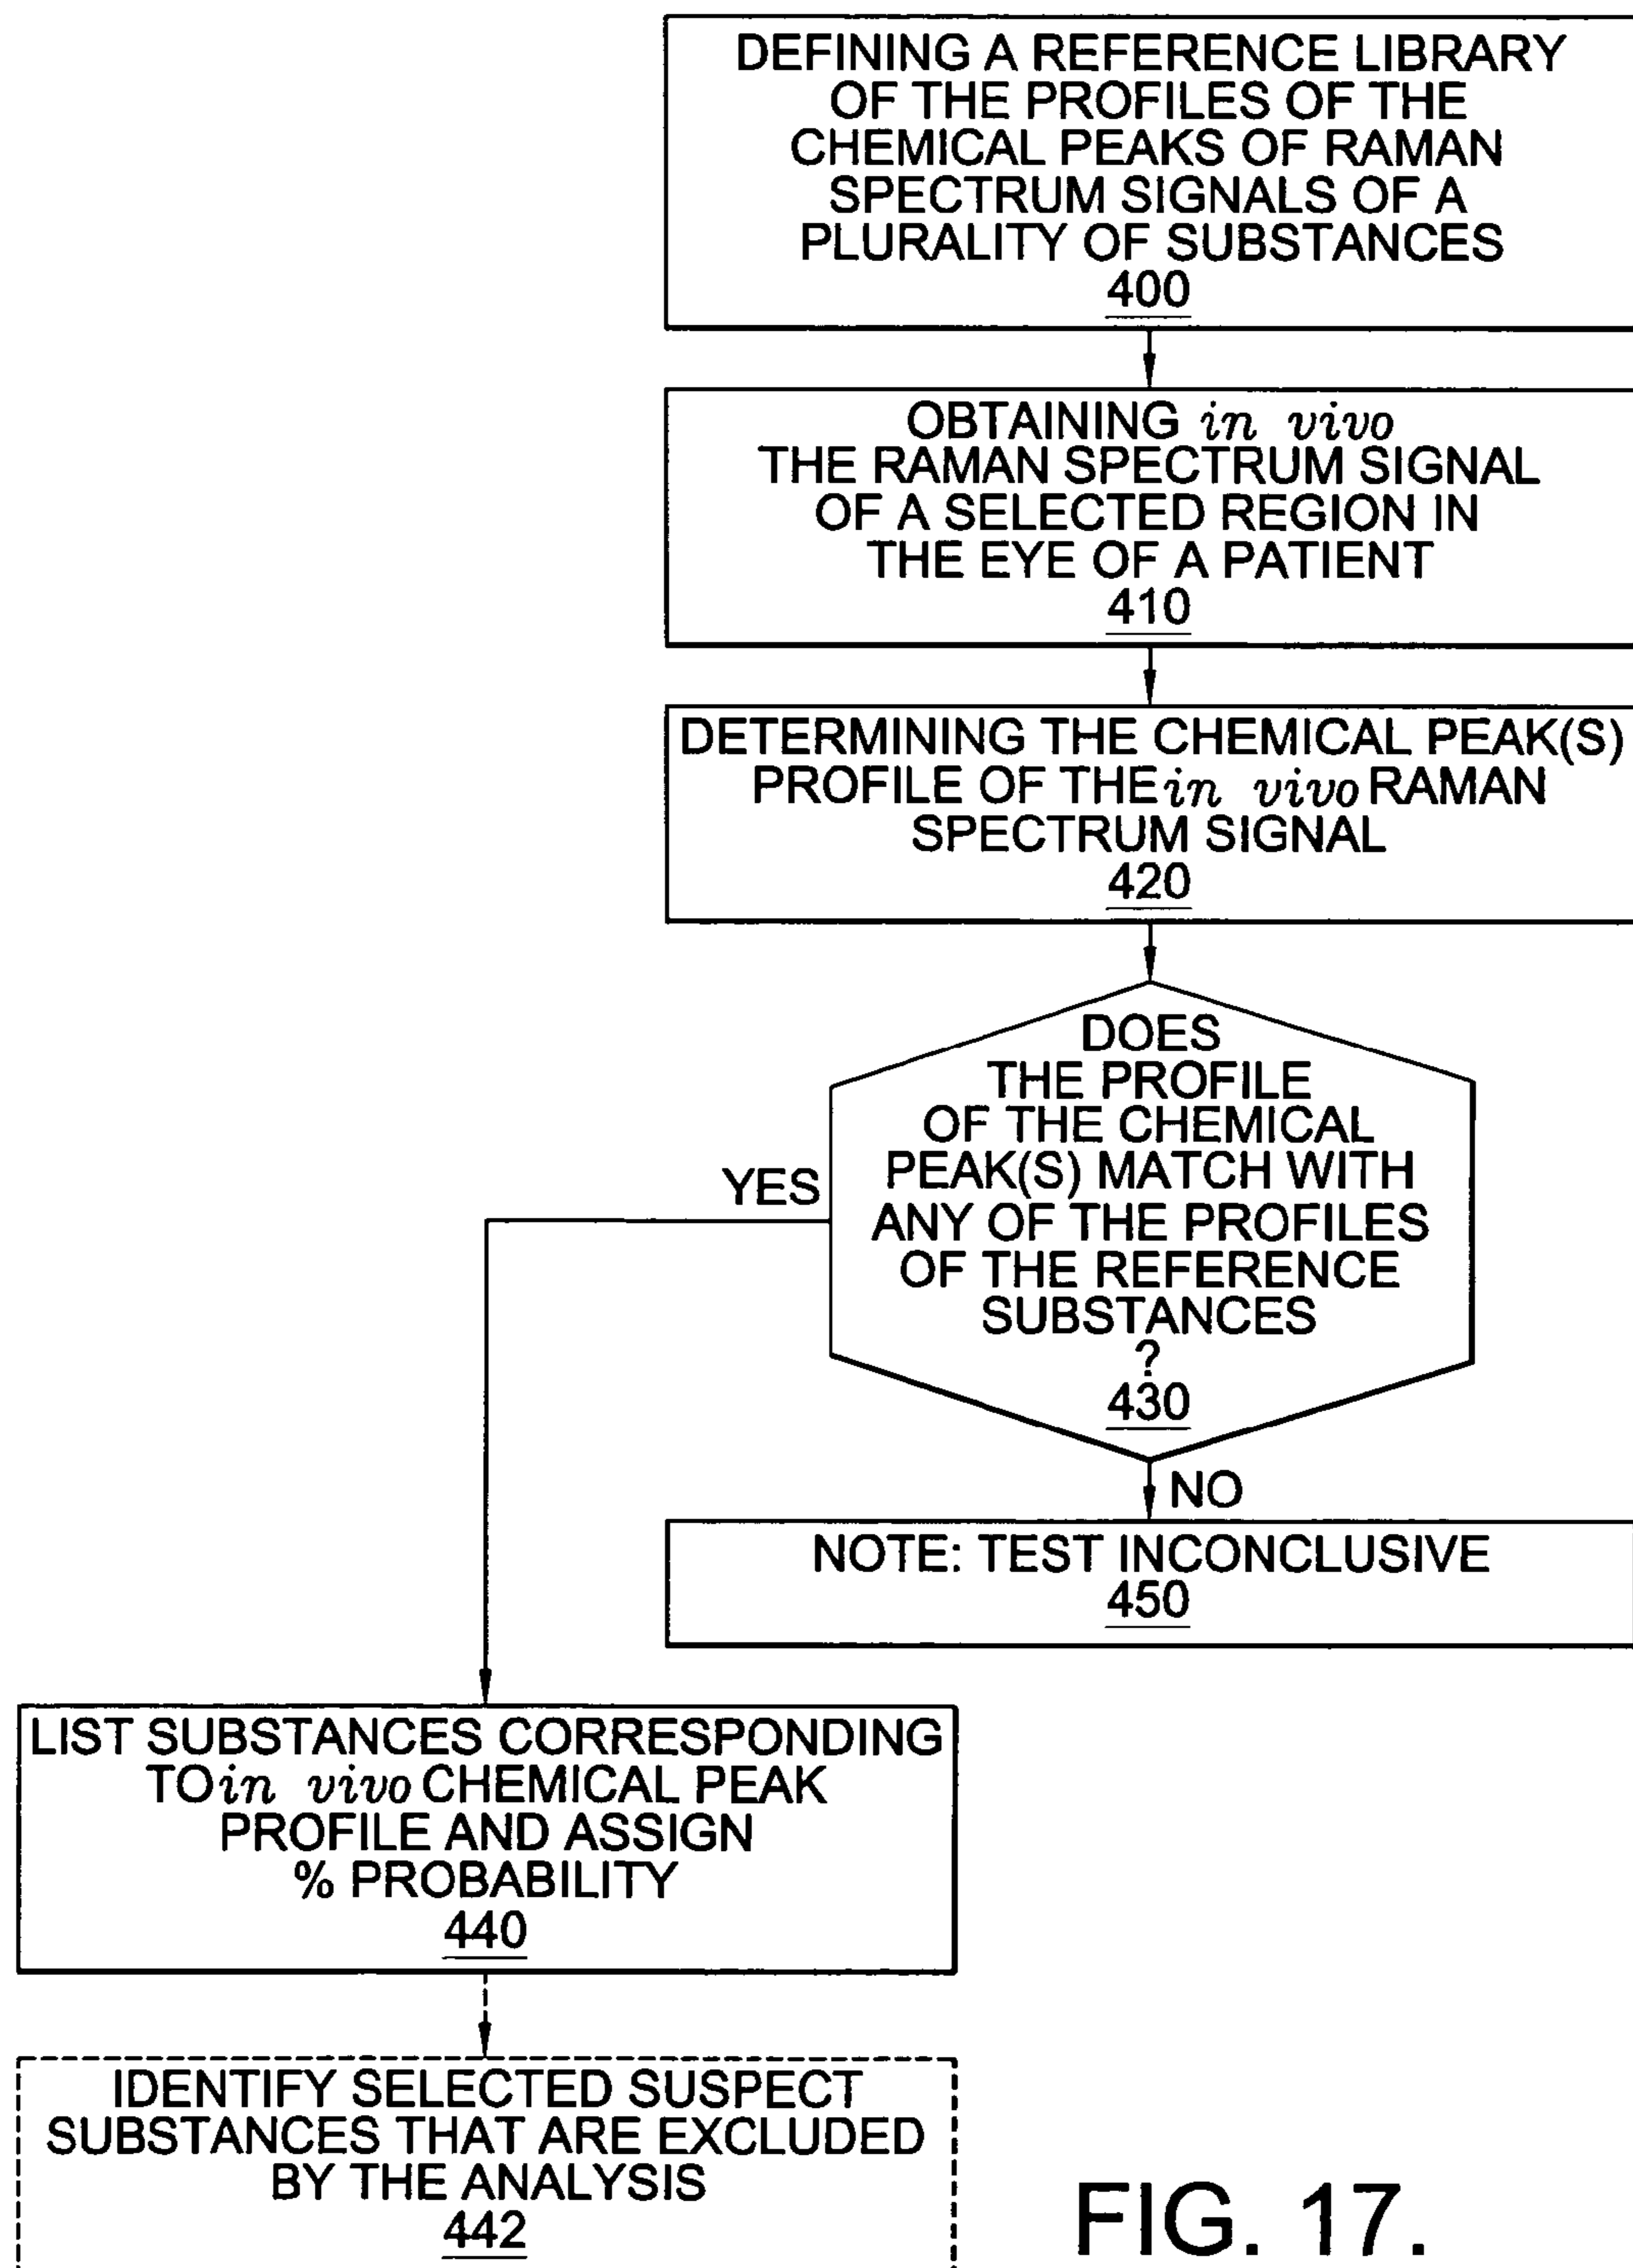 DEFINING A REFERENCE LIBRARY
OF THE PROFILES OF THE
CHEMICAL PEAKS OF RAMAN
SPECTRUM SIGNALS OF A
PLURALITY OF SUBSTANCES
400
OBTAINING in vivo
THE RAMAN SPECTRUM SIGNAL
OF A SELECTED REGION IN
THE EYE OF A PATIENT
410
DETERMINING THE CHEMICAL PEAK(S)
PROFILE OF THE in vivo RAMAN
SPECTRUM SIGNAL
420
DOES
THE PROFILE
OF THE CHEMICAL
PEAK(S) MATCH WITH
ANY OF THE PROFILES
OF THE REFERENCE
SUBSTANCES
?
430
YES
NO
NOTE: TEST INCONCLUSIVE
450
LIST SUBSTANCES CORRESPONDING
TO in vivo CHEMICAL PEAK
PROFILE AND ASSIGN
% PROBABILITY
440
IDENTIFY SELECTED SUSPECT
SUBSTANCES THAT ARE EXCLUDED
BY THE ANALYSIS
442
FIG. 17.